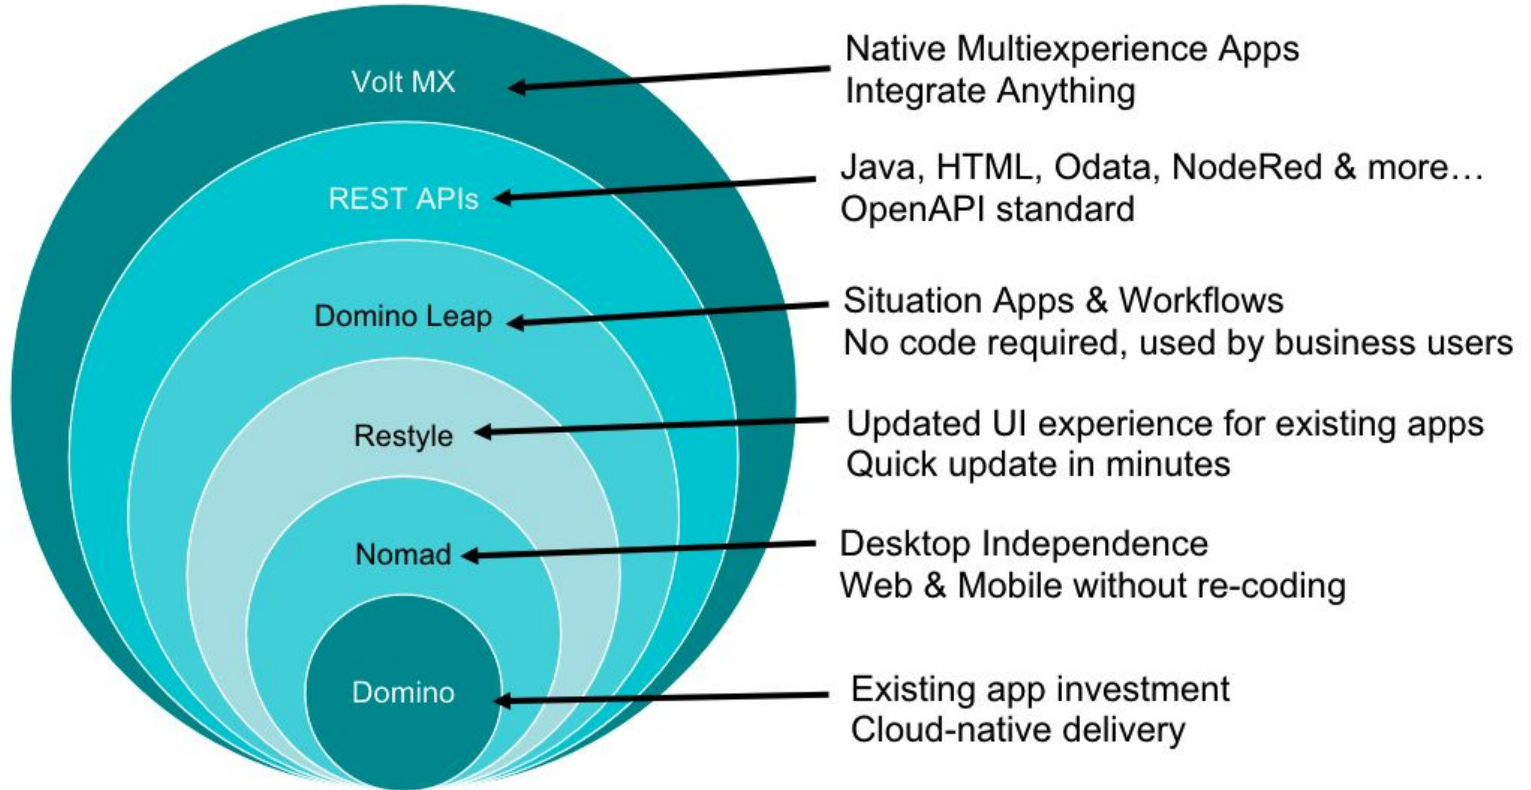 Volt MX
Native Multiexperience Apps
Integrate Anything
REST APIs
Java, HTML, Odata, NodeRed & more…
OpenAPI standard
Domino Leap
Situation Apps & Workflows
No code required, used by business users
Restyle
Updated UI experience for existing apps
Quick update in minutes
Nomad
Desktop Independence
Web & Mobile without re-coding
Domino
Existing app investment
Cloud-native delivery